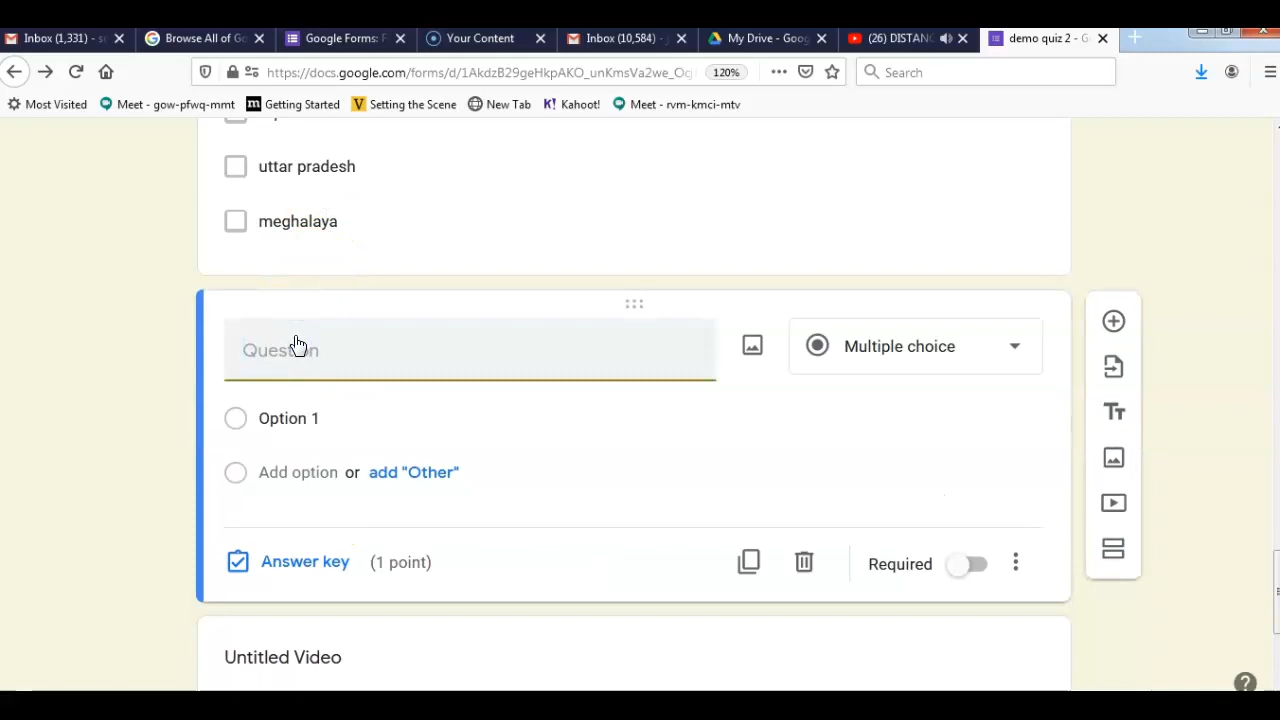 Inbox (1,331) - s
Browse All of Go
Google Forms: F
Your Content
Inbox (10,584) -
My Drive - Goog
(26) DISTANC
demo quiz 2 - G
https://docs.google.com/forms/d/1AkdzB29geHkpAKO_unKmsVa2we_Ocj
120%
Search
Most Visited
Meet - gow-pfwq-mmt
Getting Started
Setting the Scene
New Tab
Kahoot!
Meet - rvm-kmci-mtv
uttar pradesh
meghalaya
Question
Multiple choice
Option 1
Add option or add "Other"
Answer key (1 point)
Required
Untitled Video